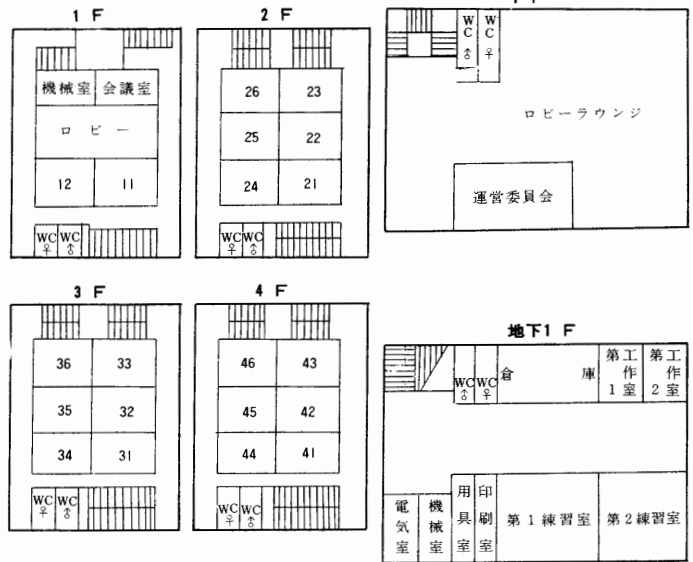 1 F
機械室 会議室
ロビー
12 11
WC ♀ WC ♂
2 F
26 23
25 22
24 21
WC ♀ WC ♂
WC ♂ WC ♀
ロビーラウンジ
運営委員会
3 F
36 33
35 32
34 31
WC ♀ WC ♂
4 F
46 43
45 42
44 41
WC ♀ WC ♂
地下1 F
WC ♂ WC ♀
倉庫
第1工作室
第2工作室
電気室
機械室
用具室
印刷室
第1練習室
第2練習室